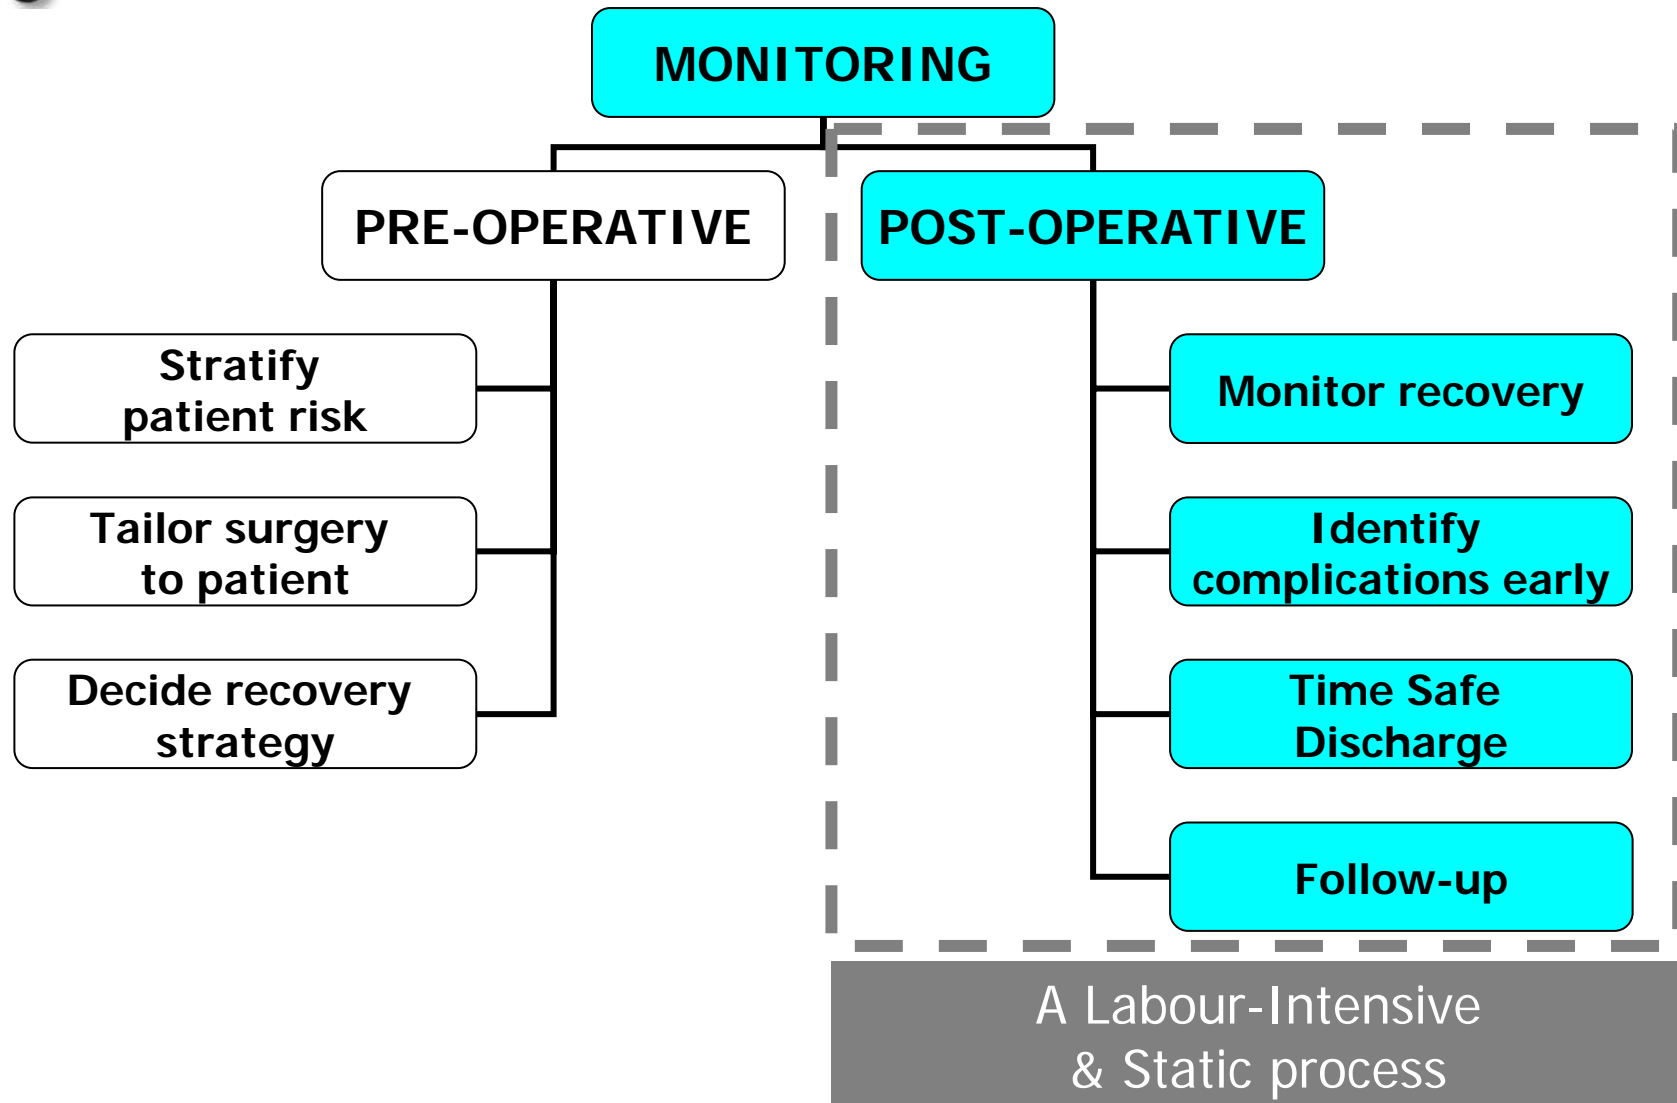 MONITORING
PRE-OPERATIVE
POST-OPERATIVE
Stratify
patient risk
Tailor surgery
to patient
Decide recovery
strategy
Monitor recovery
Identify
complications early
Time Safe
Discharge
Follow-up
A Labour-Intensive
& Static process